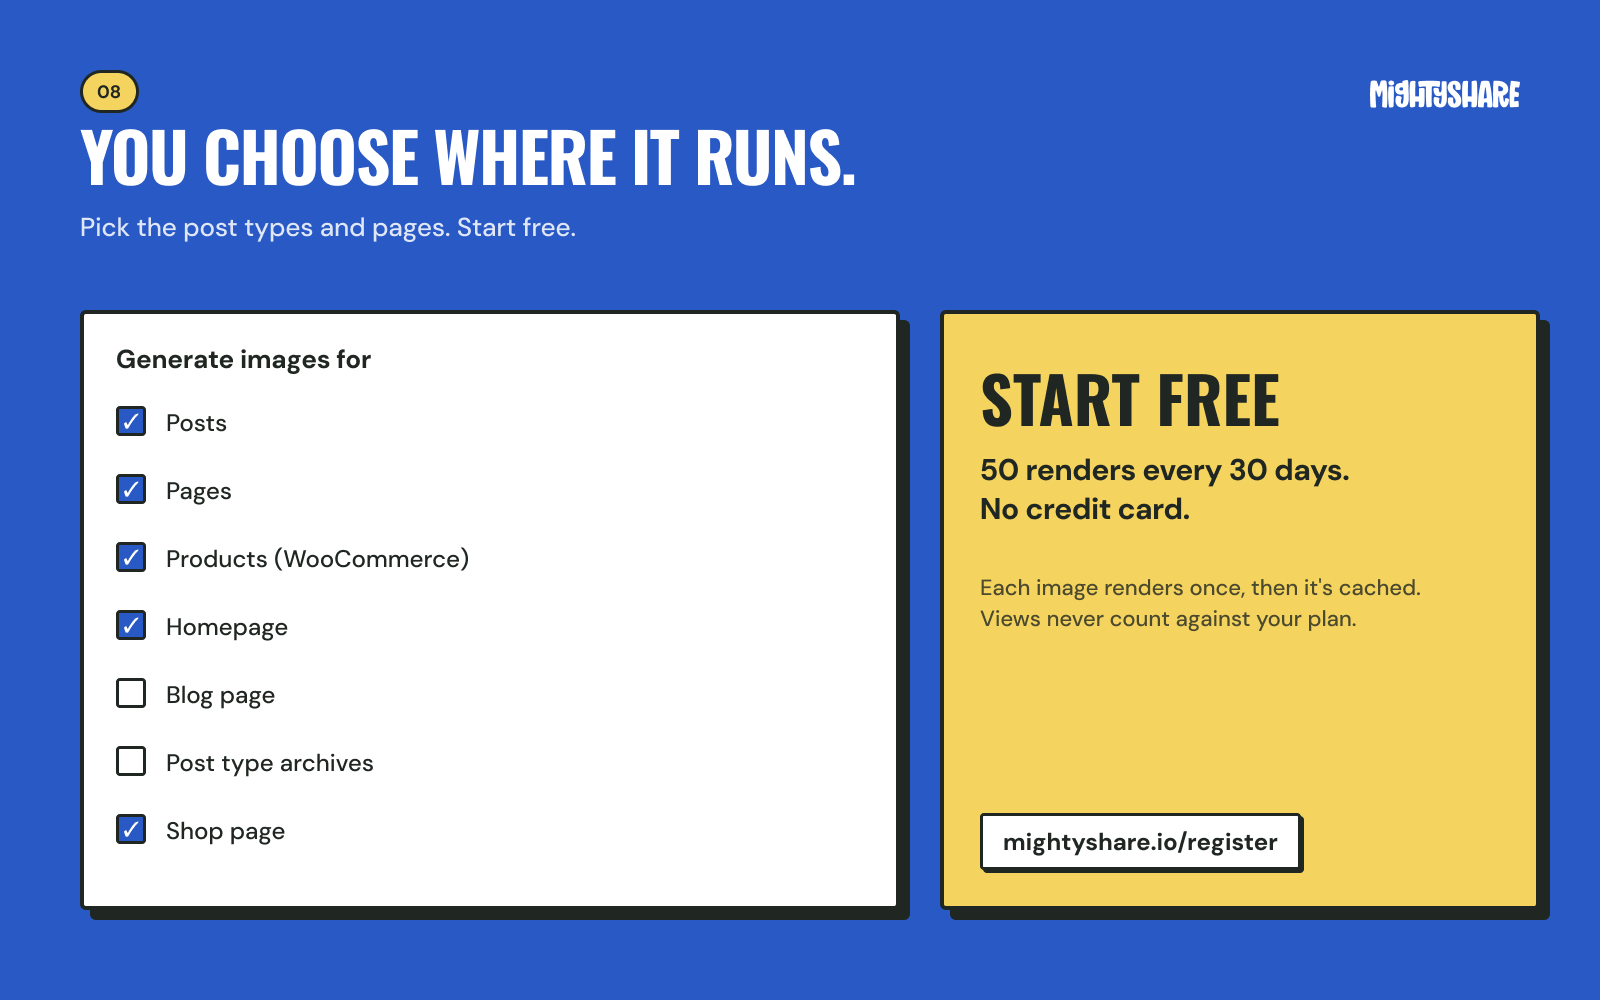 08
MIGHTYSHARE
YOU CHOOSE WHERE IT RUNS.
Pick the post types and pages. Start free.
Generate images for
✓ Posts
✓ Pages
✓ Products (WooCommerce)
✓ Homepage
Blog page
Post type archives
✓ Shop page
START FREE
50 renders every 30 days.
No credit card.
Each image renders once, then it's cached.
Views never count against your plan.
mightyshare.io/register